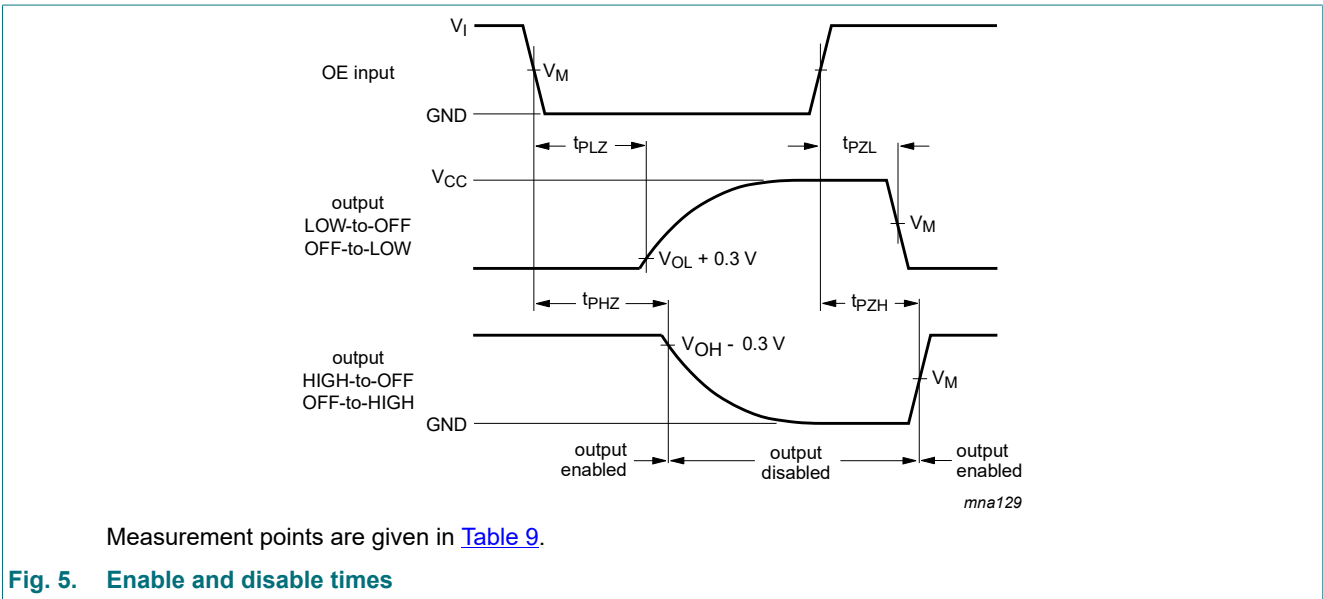 VI
OE input
VM
GND
tPLZ
tPZL
VCC
output
LOW-to-OFF
OFF-to-LOW
VM
VOL + 0.3 V
tPHZ
tPZH
output
HIGH-to-OFF
OFF-to-HIGH
VOH - 0.3 V
VM
GND
output
enabled
output
disabled
output
enabled
mna129
Measurement points are given in Table 9.
Fig. 5. Enable and disable times